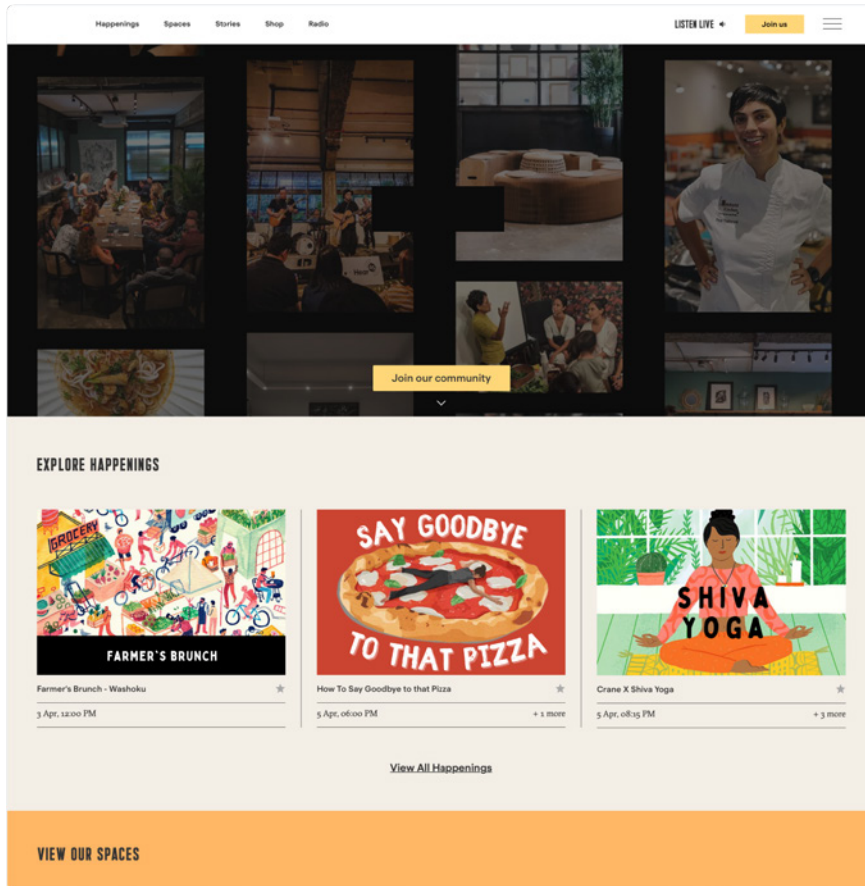 Happenings Spaces Stories Shop Radio LISTEN LIVE Join us
Join our community
EXPLORE HAPPENINGS
GROCERY
FARMER'S BRUNCH
SAY GOODBYE
TO THAT PIZZA
SHIVA
YOGA
Farmer's Brunch - Washoku
3 Apr, 12:00 PM
How To Say Goodbye to that Pizza
5 Apr, 06:00 PM + 1 more
Crane X Shiva Yoga
5 Apr, 08:15 PM + 3 more
View All Happenings
VIEW OUR SPACES